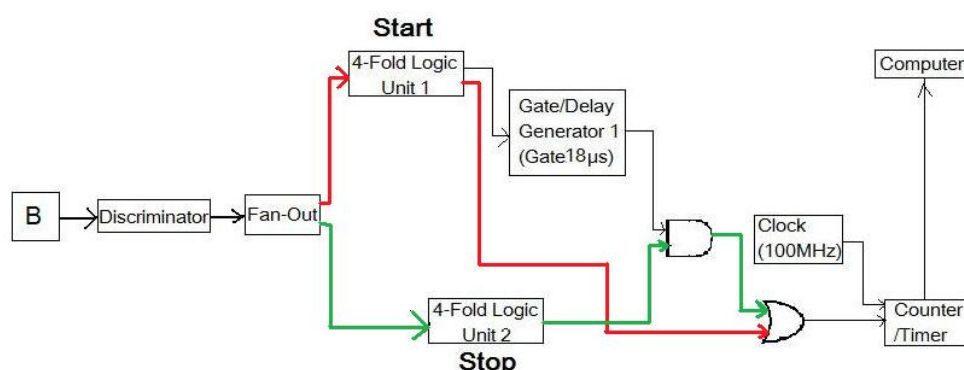 Start
4-Fold Logic
Unit 1
Computer
Gate/Delay
Generator 1
(Gate18µs)
B
Discriminator
Fan-Out
Clock
(100MHz)
4-Fold Logic
Unit 2
Counter
/Timer
Stop